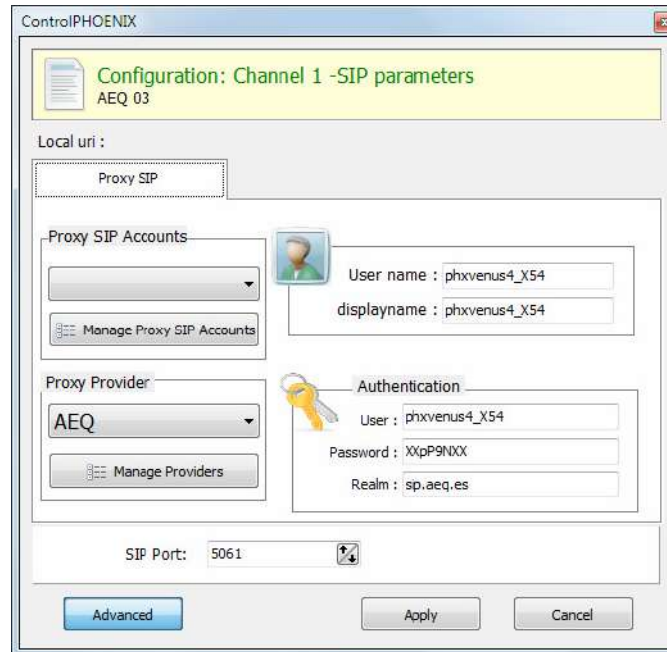 ControlPHOENIX
Configuration: Channel 1 -SIP parameters
AEQ 03
Local uri :
Proxy SIP
Proxy SIP Accounts
Manage Proxy SIP Accounts
User name : phxvenus4_X54
displayname : phxvenus4_X54
Proxy Provider
AEQ
Manage Providers
Authentication
User : phxvenus4_X54
Password : XXpP9NXX
Realm : sip.aeq.es
SIP Port: 5061
Advanced Apply Cancel